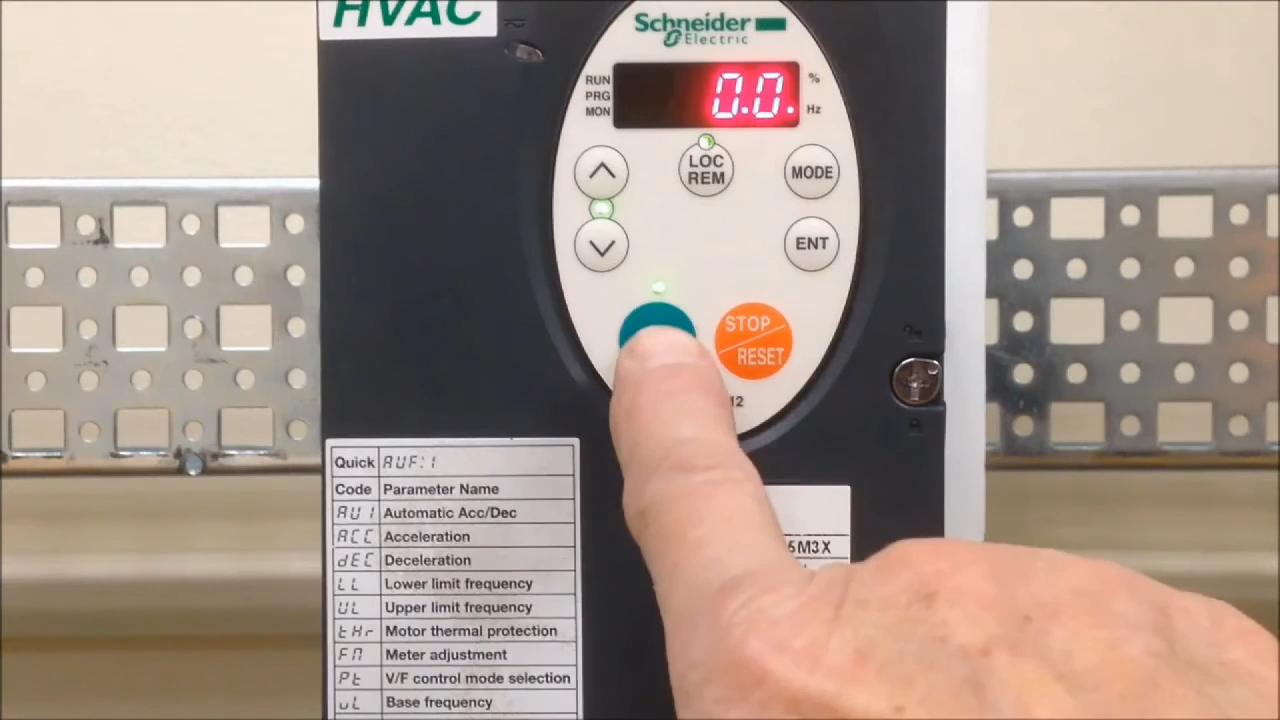 HVAC
Schneider
Electric
RUN
PRG
MON
0.0.
%
Hz
LOC
REM
MODE
ENT
STOP
RESET
12
Quick AUF:1
Code Parameter Name
AU1 Automatic Acc/Dec
ACC Acceleration
dEC Deceleration
LL Lower limit frequency
UL Upper limit frequency
tHr Motor thermal protection
FM Meter adjustment
Pt V/F control mode selection
uL Base frequency
5M3X